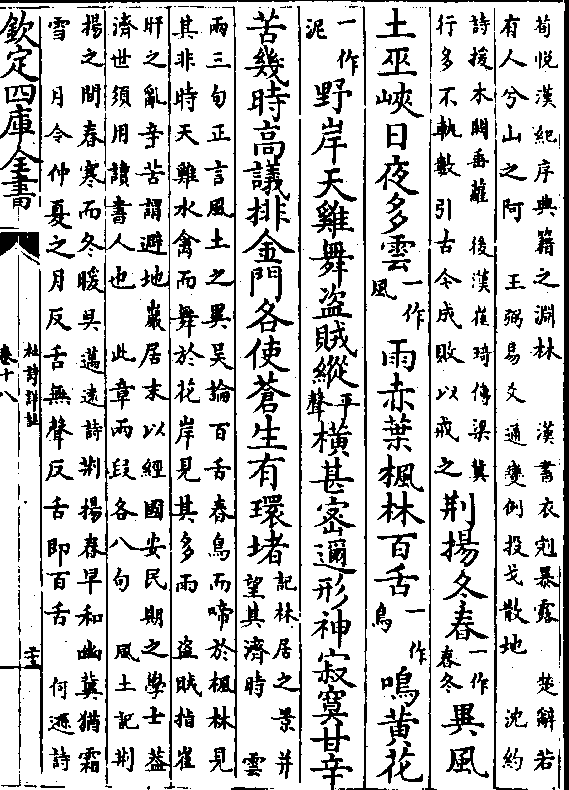 荀悅漢紀序典籍之淵林　漢書衣冠暴露　楚辭若
有人兮山之阿　王弼易爻通變例投戈散地　沈約
詩援木闕垂蘿　後漢崔琦傳梁冀
行多不軌數引古今成敗以戒之
荆揚冬春一作春冬異風
土巫峽日夜多雲一作風雨赤葉楓林百舌一作鳥鳴黄花
一作泥野岸天雞舞盜賊縱平聲橫甚密邇形神寂寞甘辛
苦幾時高議排金門各使蒼生有環堵
記林居之景并
望其濟時　雲
雨三句正言風土之異吳論百舌春鳥而啼於楓林見
其非時天雞水禽而舞於花岸見其多雨　盜賊指崔
旰之亂辛苦謂避地巖居末以經國安民期之學士葢
濟世須用讀書人也　此章兩段各八句　風土記荆
揚之間春寒而冬暖吳邁遠詩荆揚春早和幽冀猶霜
雪　月令仲夏之月反舌無聲反舌即百舌　何遜詩
欽定四庫全書
杜詩詳註
卷十八